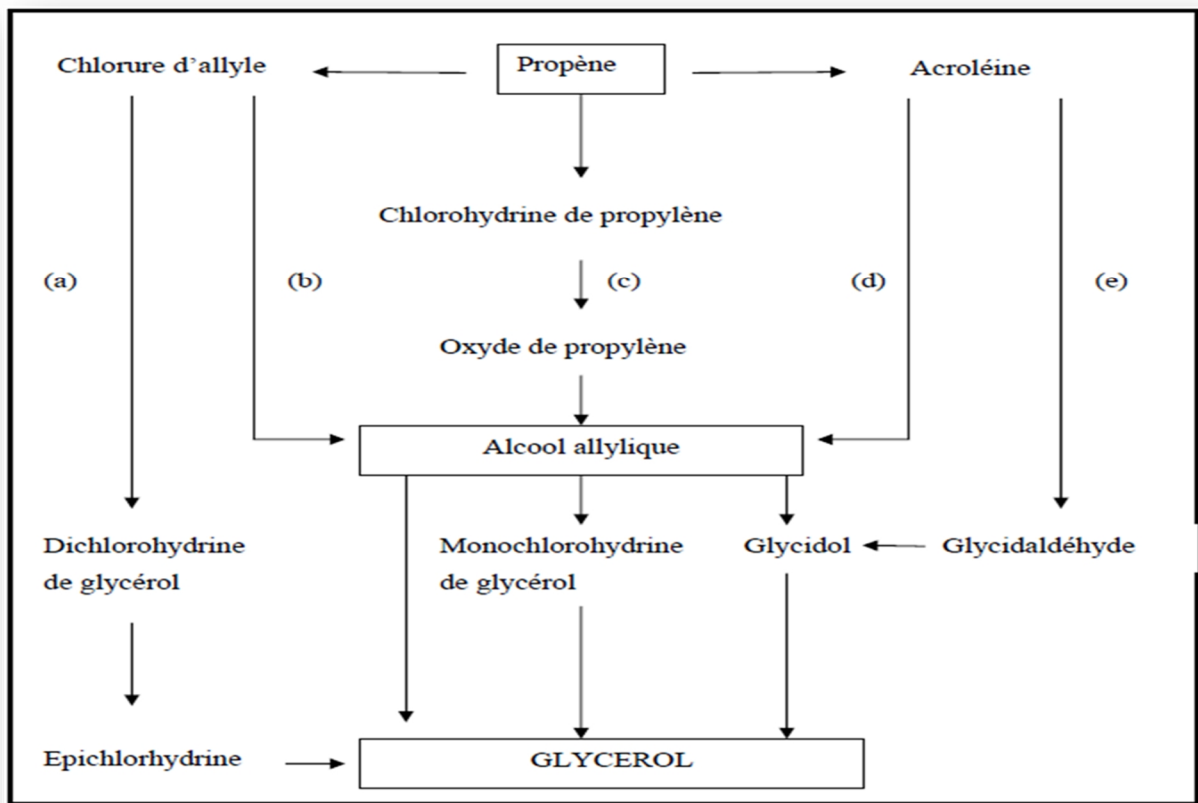 Chlorure d'allyle
Propène
Acroléine
Chlorohydrine de propylène
(a)
(b)
(c)
(d)
(e)
Oxyde de propylène
Alcool allylique
Dichlorohydrine
de glycérol
Monochlorohydrine
de glycérol
Glycidol
Glycidaldéhyde
Epichlorhydrine
GLYCEROL